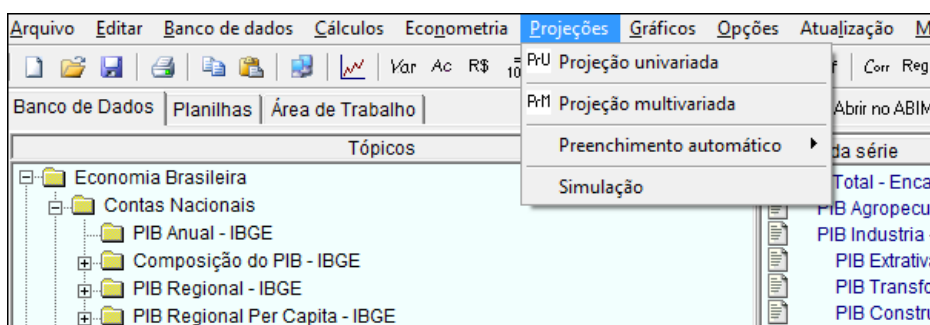 Arquivo Editar Banco de dados Cálculos Econometria Projeções Gráficos Opções Atualização M
Var Ac R$ 10 PrU Projeção univariada f Corr Reg
Banco de Dados Planilhas Área de Trabalho PrM Projeção multivariada Abrir no ABIM
Tópicos Preenchimento automático da série
Economia Brasileira Simulação Total - Enca
Contas Nacionais PIB Agropecu
PIB Anual - IBGE PIB Industria -
Composição do PIB - IBGE PIB Extrativa
PIB Regional - IBGE PIB Transfo
PIB Regional Per Capita - IBGE PIB Constru